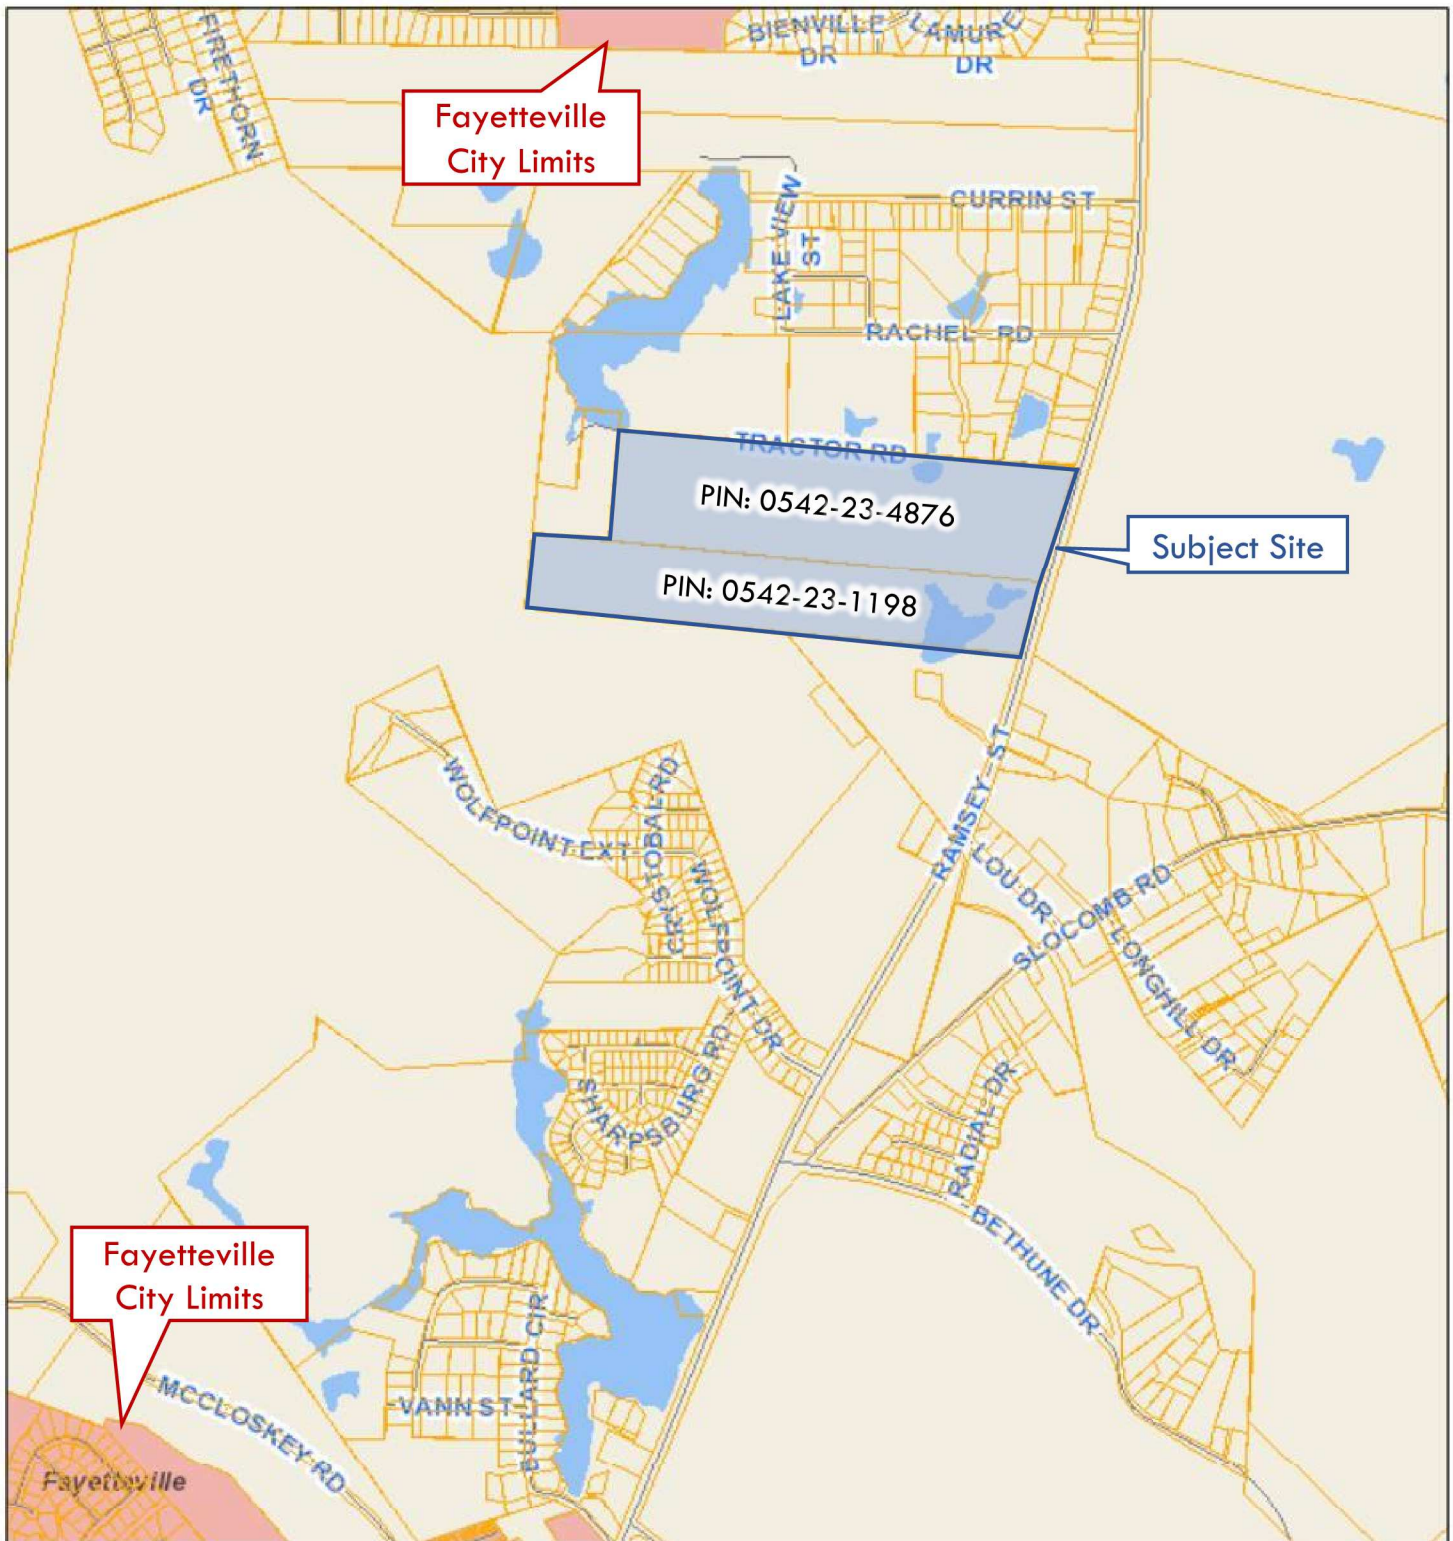 BIENVILLE
DR
LAMURE
DR
FIRETHORN
DR
Fayetteville
City Limits
CURRIN ST
LAKE VIEW
ST
RACHEL RD
TRACTOR RD
PIN: 0542-23-4876
Subject Site
PIN: 0542-23-1198
RAMSEY ST
WOLFPOINT EXT
CRISTOBAL RD
WOLFPOINT DR
LOU DR
SLOCOMB RD
LONGHILL DR
SHARPSBURG RD
RADIAL DR
BETHUNE DR
Fayetteville
City Limits
BULLARD CIR
VANN ST
MCCLOSKEY RD
Fayetteville